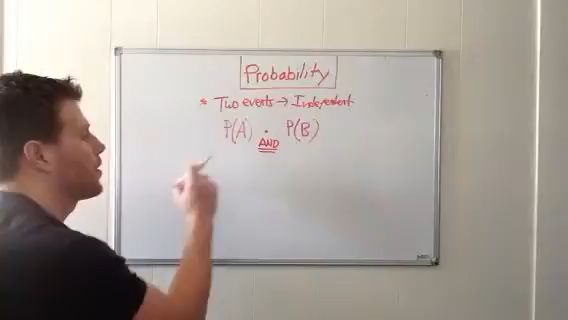 Probability
* Two events → Independent
P(A) · P(B)
AND